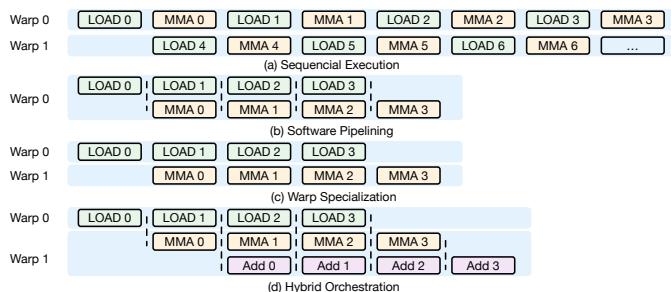 Warp 0 LOAD 0 MMA 0 LOAD 1 MMA 1 LOAD 2 MMA 2 LOAD 3 MMA 3
Warp 1 LOAD 4 MMA 4 LOAD 5 MMA 5 LOAD 6 MMA 6 ...
(a) Sequencial Execution
LOAD 0 LOAD 1 LOAD 2 LOAD 3
Warp 0
MMA 0 MMA 1 MMA 2 MMA 3
(b) Software Pipelining
Warp 0 LOAD 0 LOAD 1 LOAD 2 LOAD 3
Warp 1 MMA 0 MMA 1 MMA 2 MMA 3
(c) Warp Specialization
Warp 0 LOAD 0 LOAD 1 LOAD 2 LOAD 3
MMA 0 MMA 1 MMA 2 MMA 3
Warp 1
Add 0 Add 1 Add 2 Add 3
(d) Hybrid Orchestration